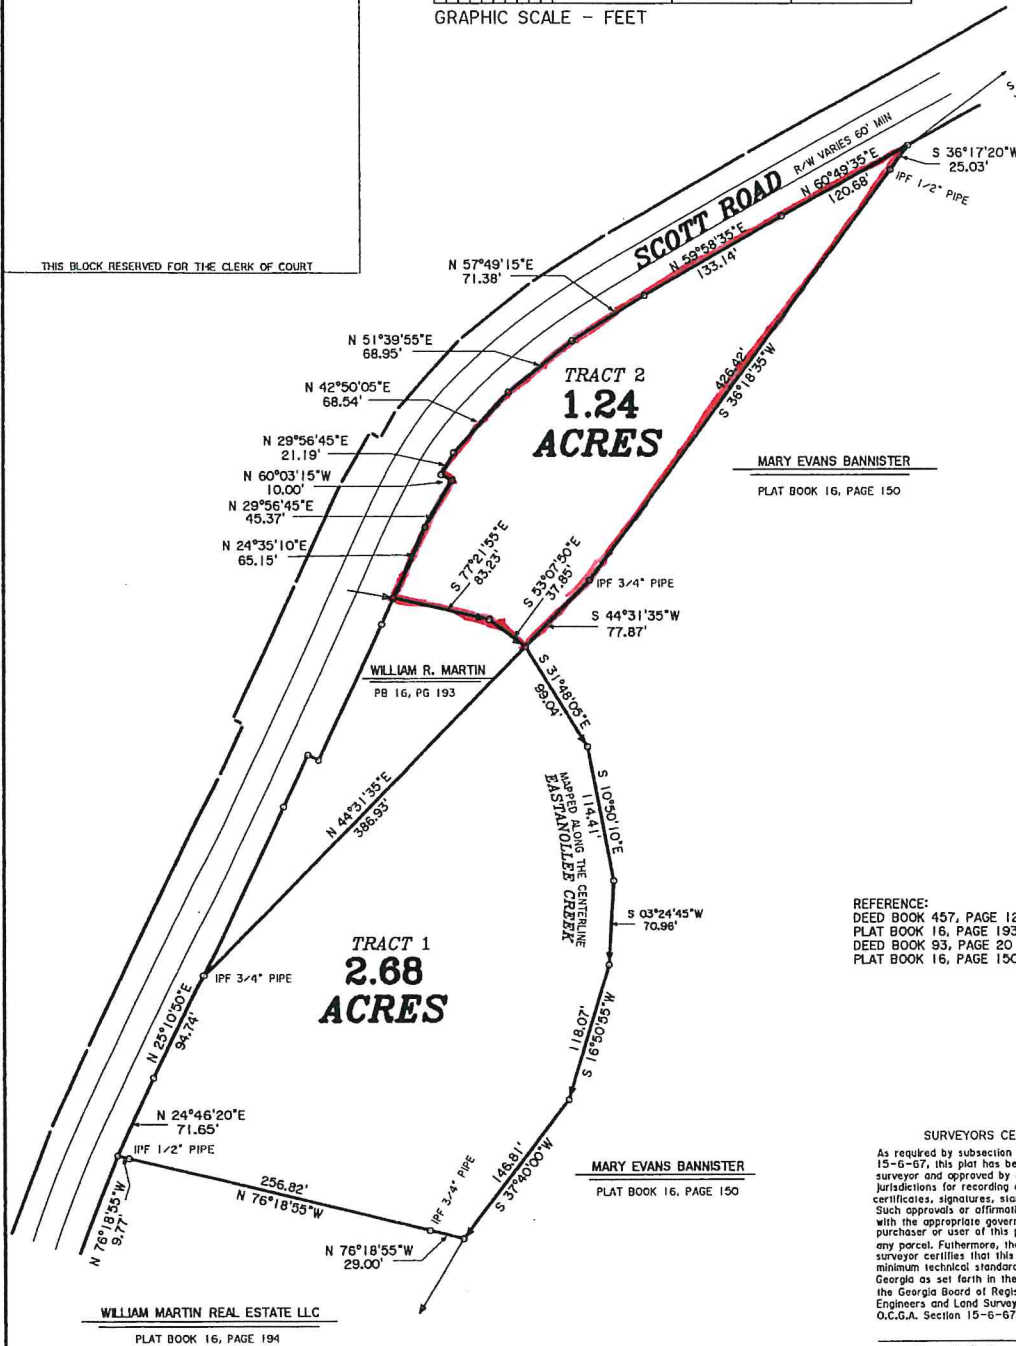 GRAPHIC SCALE - FEET
THIS BLOCK RESERVED FOR THE CLERK OF COURT
SCOTT ROAD
R/W VARIES 60' MIN
S 36°17'20"W
25.03'
IPF 1/2" PIPE
N 60°49'35"E
120.68'
N 59°58'35"E
133.14'
N 57°49'15"E
71.38'
N 51°39'55"E
68.95'
N 42°50'05"E
68.54'
N 29°56'45"E
21.19'
N 60°03'15"W
10.00'
N 29°56'45"E
45.37'
N 24°35'10"E
65.15'
TRACT 2
1.24
ACRES
426.42'
S 36°18'35"W
MARY EVANS BANNISTER
PLAT BOOK 16, PAGE 150
S 77°21'55"E
83.23'
S 53°07'50"E
37.85'
IPF 3/4" PIPE
S 44°31'35"W
77.87'
WILLIAM R. MARTIN
PB 16, PG 193
S 31°48'05"E
99.04'
N 44°31'35"E
386.93'
S 10°50'10"E
114.41'
MAPPED ALONG THE CENTERLINE
EASTANOLLEE CREEK
S 03°24'45"W
70.96'
REFERENCE:
DEED BOOK 457, PAGE 12
PLAT BOOK 16, PAGE 193
DEED BOOK 93, PAGE 20
PLAT BOOK 16, PAGE 150
TRACT 1
2.68
ACRES
IPF 3/4" PIPE
N 25°10'50"E
94.74'
118.07'
S 16°50'55"W
N 24°46'20"E
71.65'
IPF 1/2" PIPE
N 76°18'55"W
9.77'
256.82'
N 76°18'55"W
IPF 3/4" PIPE
146.81'
S 37°40'00"W
N 76°18'55"W
29.00'
MARY EVANS BANNISTER
PLAT BOOK 16, PAGE 150
WILLIAM MARTIN REAL ESTATE LLC
PLAT BOOK 16, PAGE 194
SURVEYORS CE
As required by subsection
15-6-67, this plat has be
surveyor and approved by
jurisdictions for recording
certificates, signatures, sta
Such approvals or affirmati
with the appropriate govern
purchaser or user of this
any parcel. Futhermore, the
surveyor certifies that this
minimum technical standard
Georgia as set forth in the
the Georgia Board of Regis
Engineers and Land Survey
O.C.G.A. Section 15-6-67